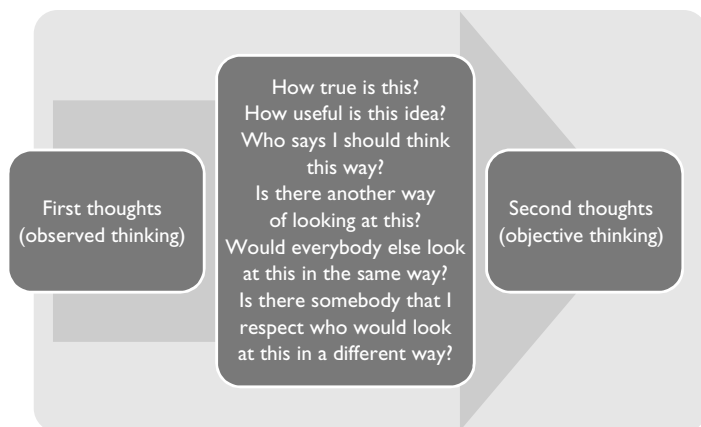 First thoughts
(observed thinking)
How true is this?
How useful is this idea?
Who says I should think
this way?
Is there another way
of looking at this?
Would everybody else look
at this in the same way?
Is there somebody that I
respect who would look
at this in a different way?
Second thoughts
(objective thinking)